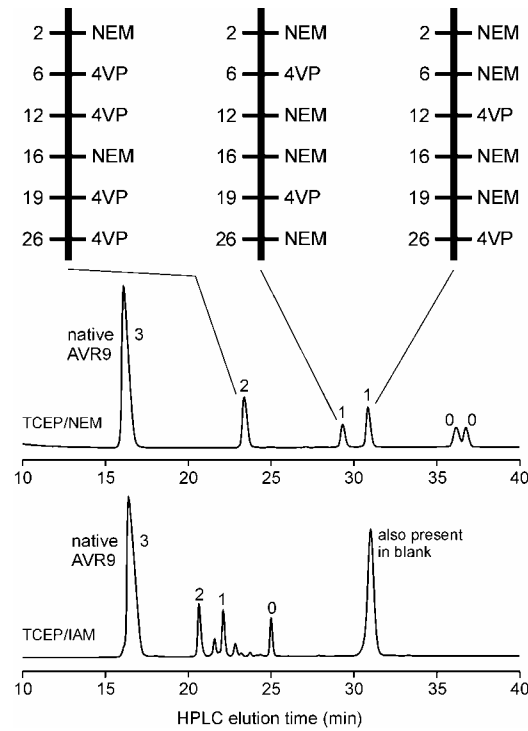 2 NEM 2 NEM 2 NEM
6 4VP 6 4VP 6 NEM
12 4VP 12 NEM 12 4VP
16 NEM 16 NEM 16 NEM
19 4VP 19 4VP 19 NEM
26 4VP 26 NEM 26 4VP
native 3
AVR9
2
1
1
0 0
TCEP/NEM
10 15 20 25 30 35 40
native 3
AVR9
also present
in blank
2 1 0
TCEP/IAM
10 15 20 25 30 35 40
HPLC elution time (min)